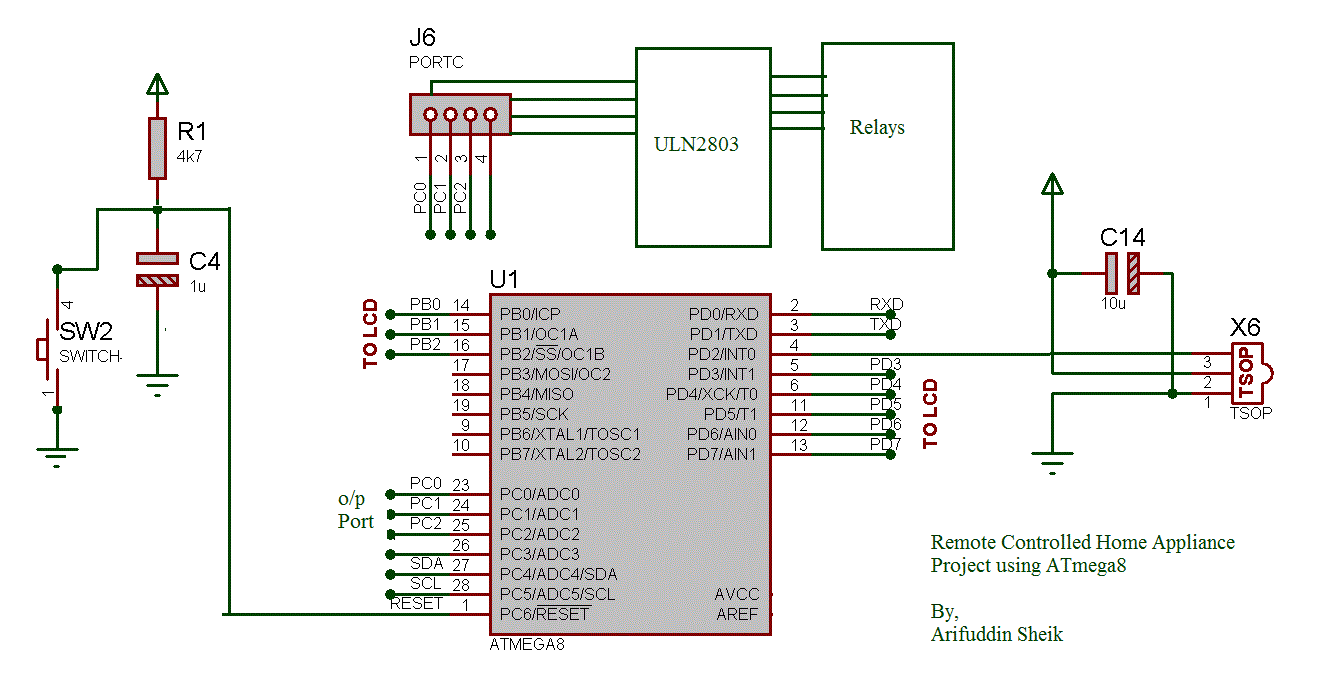 J6
PORTC
ULN2803
Relays
1
2
3
4
PC0
PC1
PC2
R1
4k7
C4
1u
4
SW2
SWITCH
1
C14
10u
X6
TSOP
3
2
1
TSOP
U1
TO LCD
PB0 14 PB0/ICP
PB1 15 PB1/OC1A
PB2 16 PB2/SS/OC1B
17 PB3/MOSI/OC2
18 PB4/MISO
19 PB5/SCK
9 PB6/XTAL1/TOSC1
10 PB7/XTAL2/TOSC2
o/p
Port
PC0 23 PC0/ADC0
PC1 24 PC1/ADC1
PC2 25 PC2/ADC2
26 PC3/ADC3
SDA 27 PC4/ADC4/SDA
SCL 28 PC5/ADC5/SCL
RESET 1 PC6/RESET
PD0/RXD 2 RXD
PD1/TXD 3 TXD
PD2/INT0 4
PD3/INT1 5 PD3
PD4/XCK/T0 6 PD4
PD5/T1 11 PD5
PD6/AIN0 12 PD6
PD7/AIN1 13 PD7
TO LCD
AVCC
AREF
ATMEGA8
Remote Controlled Home Appliance
Project using ATmega8
By,
Arifuddin Sheik